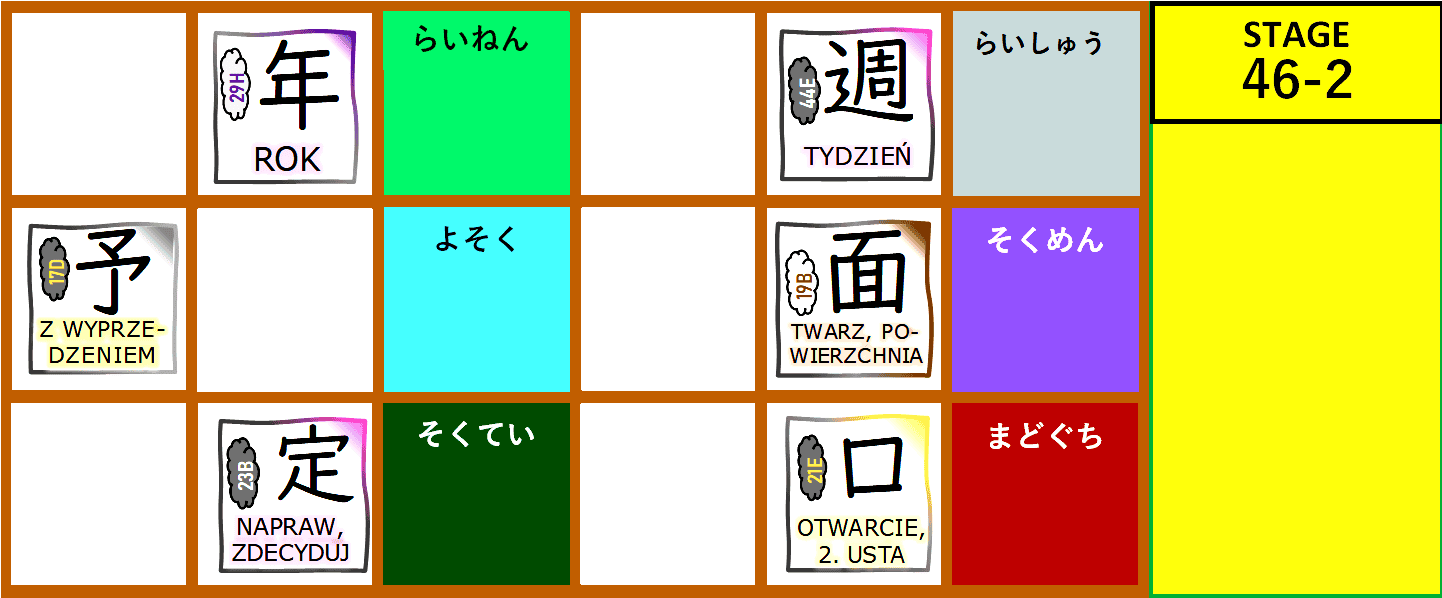 29H
年
ROK
らいねん
44E
週
TYDZIEŃ
らいしゅう
STAGE
46-2
17D
予
Z WYPRZE-
DZENIEM
よそく
19B
面
TWARZ, PO-
WIERZCHNIA
そくめん
23B
定
NAPRAW,
ZDECYDUJ
そくてい
21E
口
OTWARCIE,
2. USTA
まどぐち